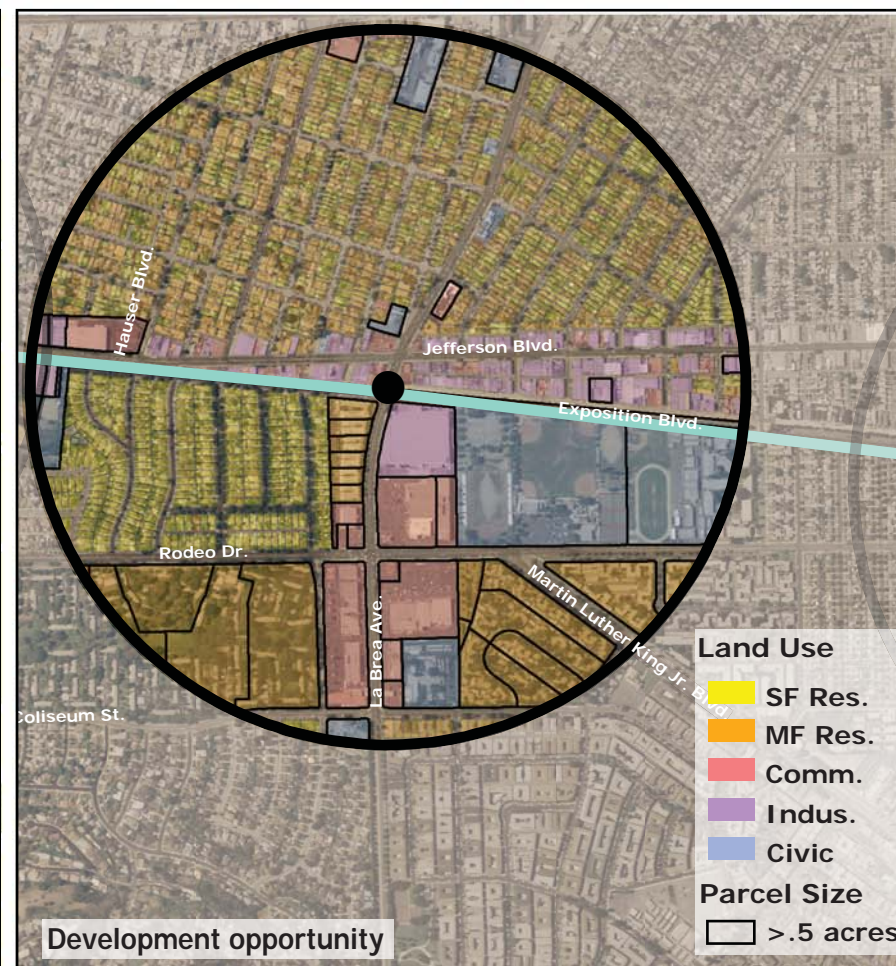 Hauser Blvd.
Jefferson Blvd.
Exposition Blvd.
Rodeo Dr.
Martin Luther King Jr. Blvd.
La Brea Ave.
Coliseum St.
Land Use
SF Res.
MF Res.
Comm.
Indus.
Civic
Parcel Size
>.5 acres
Development opportunity